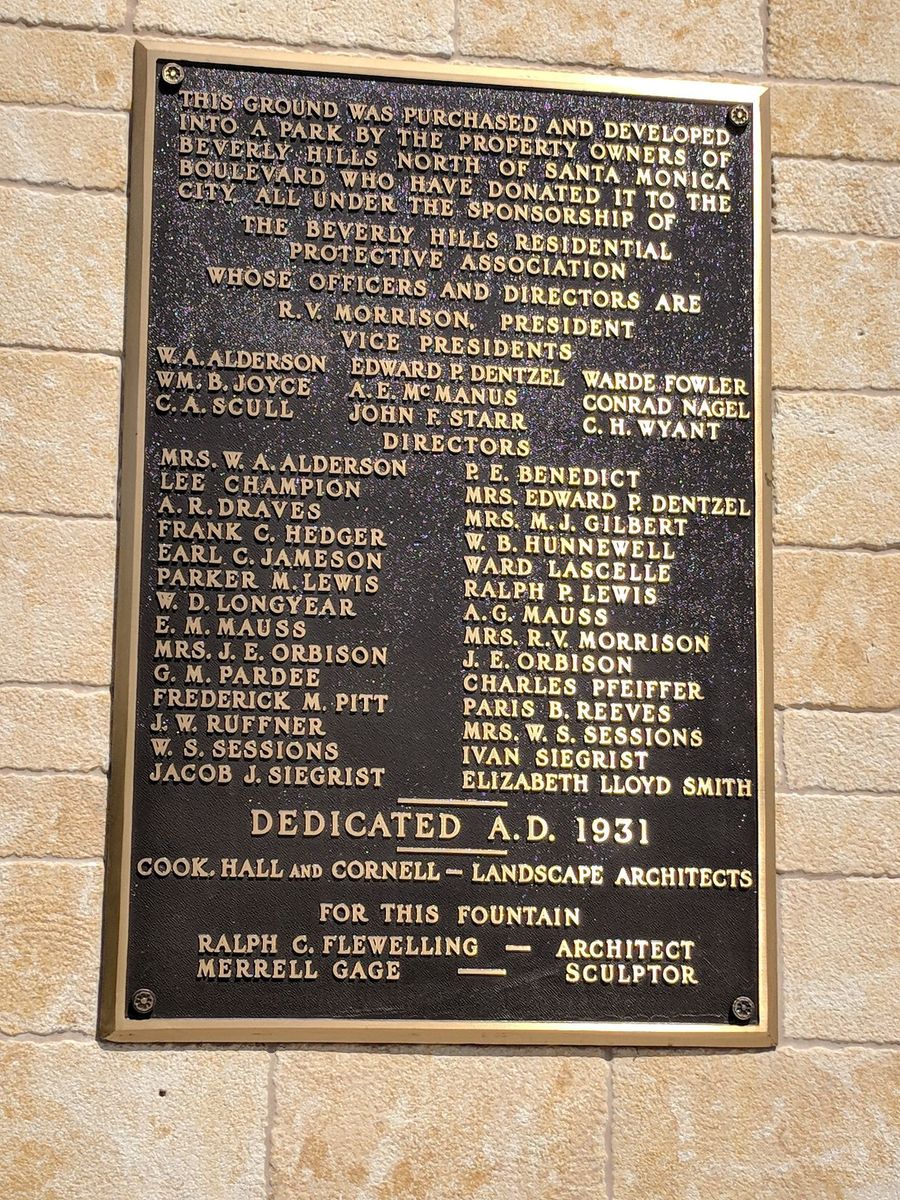 THIS GROUND WAS PURCHASED AND DEVELOPED
INTO A PARK BY THE PROPERTY OWNERS OF
BEVERLY HILLS NORTH OF SANTA MONICA
BOULEVARD WHO HAVE DONATED IT TO THE
CITY, ALL UNDER THE SPONSORSHIP OF
THE BEVERLY HILLS RESIDENTIAL
PROTECTIVE ASSOCIATION
WHOSE OFFICERS AND DIRECTORS ARE
R.V. MORRISON, PRESIDENT
VICE PRESIDENTS
W.A. ALDERSON EDWARD P. DENTZEL WARDE FOWLER
WM. B. JOYCE A.E. McMANUS CONRAD NAGEL
C. A. SCULL JOHN F. STARR C. H. WYANT
DIRECTORS
MRS. W. A. ALDERSON P. E. BENEDICT
LEE CHAMPION MRS. EDWARD P. DENTZEL
A. R. DRAVES MRS. M. J. GILBERT
FRANK C. HEDGER W. B. HUNNEWELL
EARL C. JAMESON WARD LASCELLE
PARKER M. LEWIS RALPH P. LEWIS
W. D. LONGYEAR A. G. MAUSS
E. M. MAUSS MRS. R.V. MORRISON
MRS. J. E. ORBISON J. E. ORBISON
G. M. PARDEE CHARLES PFEIFFER
FREDERICK M. PITT PARIS B. REEVES
J. W. RUFFNER MRS. W. S. SESSIONS
W. S. SESSIONS IVAN SIEGRIST
JACOB J. SIEGRIST ELIZABETH LLOYD SMITH
DEDICATED A.D. 1931
COOK, HALL AND CORNELL — LANDSCAPE ARCHITECTS
FOR THIS FOUNTAIN
RALPH C. FLEWELLING — ARCHITECT
MERRELL GAGE — SCULPTOR